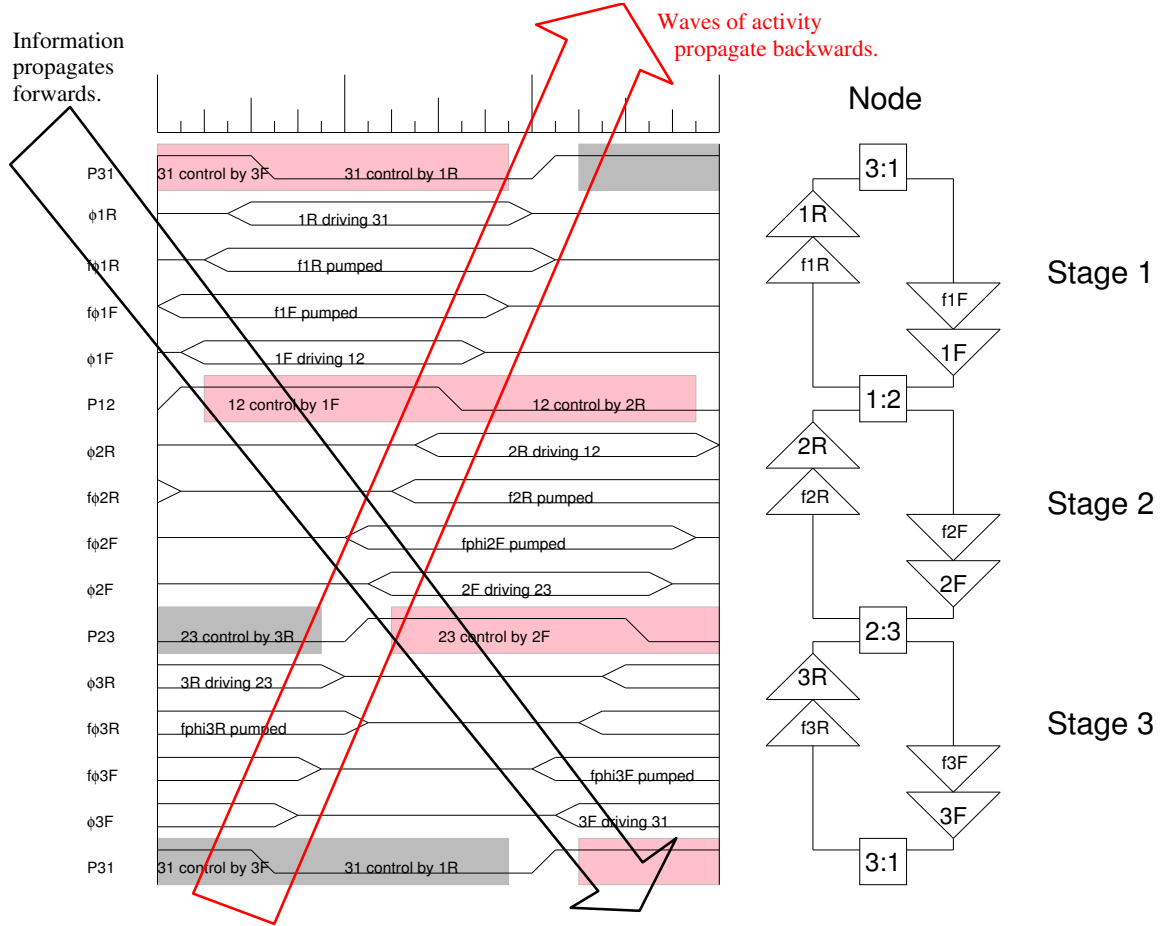 Information
propagates
forwards.
Waves of activity
propagate backwards.
Node
P31
31 control by 3F
31 control by 1R
ϕ1R
1R driving 31
fϕ1R
f1R pumped
fϕ1F
f1F pumped
ϕ1F
1F driving 12
P12
12 control by 1F
12 control by 2R
ϕ2R
2R driving 12
fϕ2R
f2R pumped
fϕ2F
fphi2F pumped
ϕ2F
2F driving 23
P23
23 control by 3R
23 control by 2F
ϕ3R
3R driving 23
fϕ3R
fphi3R pumped
fϕ3F
fphi3F pumped
ϕ3F
3F driving 31
P31
31 control by 3F
31 control by 1R
3:1
1R
f1R
f1F
1F
Stage 1
1:2
2R
f2R
f2F
2F
Stage 2
2:3
3R
f3R
f3F
3F
Stage 3
3:1